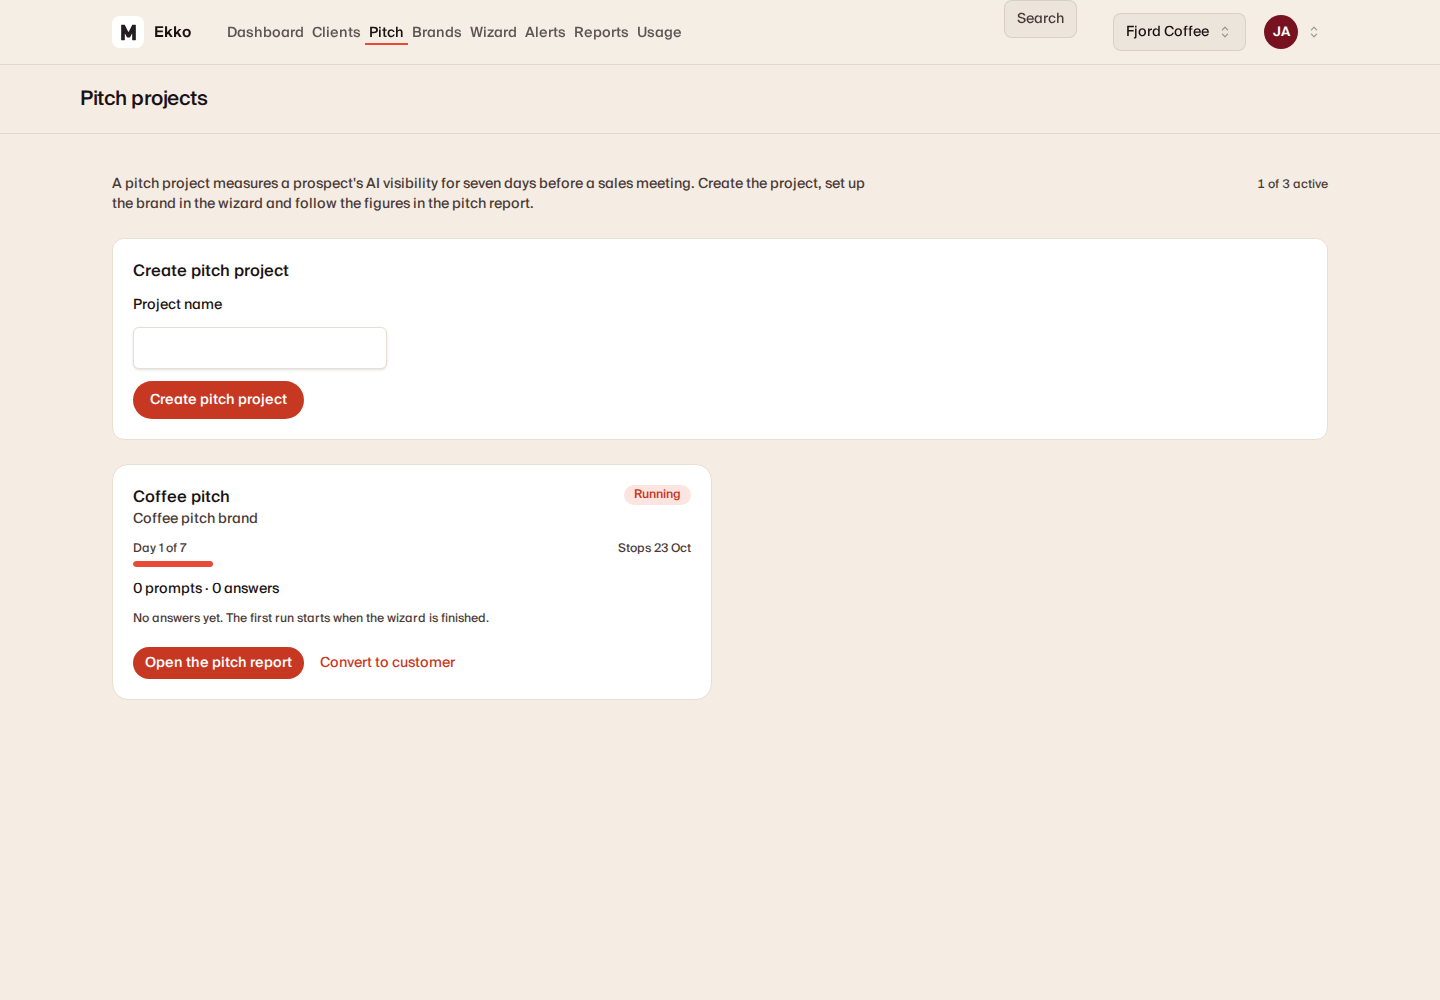 M Ekko Dashboard Clients Pitch Brands Wizard Alerts Reports Usage Search Fjord Coffee JA
Pitch projects
A pitch project measures a prospect's AI visibility for seven days before a sales meeting. Create the project, set up
the brand in the wizard and follow the figures in the pitch report.
1 of 3 active
Create pitch project
Project name
Create pitch project
Coffee pitch
Running
Coffee pitch brand
Day 1 of 7
Stops 23 Oct
0 prompts · 0 answers
No answers yet. The first run starts when the wizard is finished.
Open the pitch report
Convert to customer